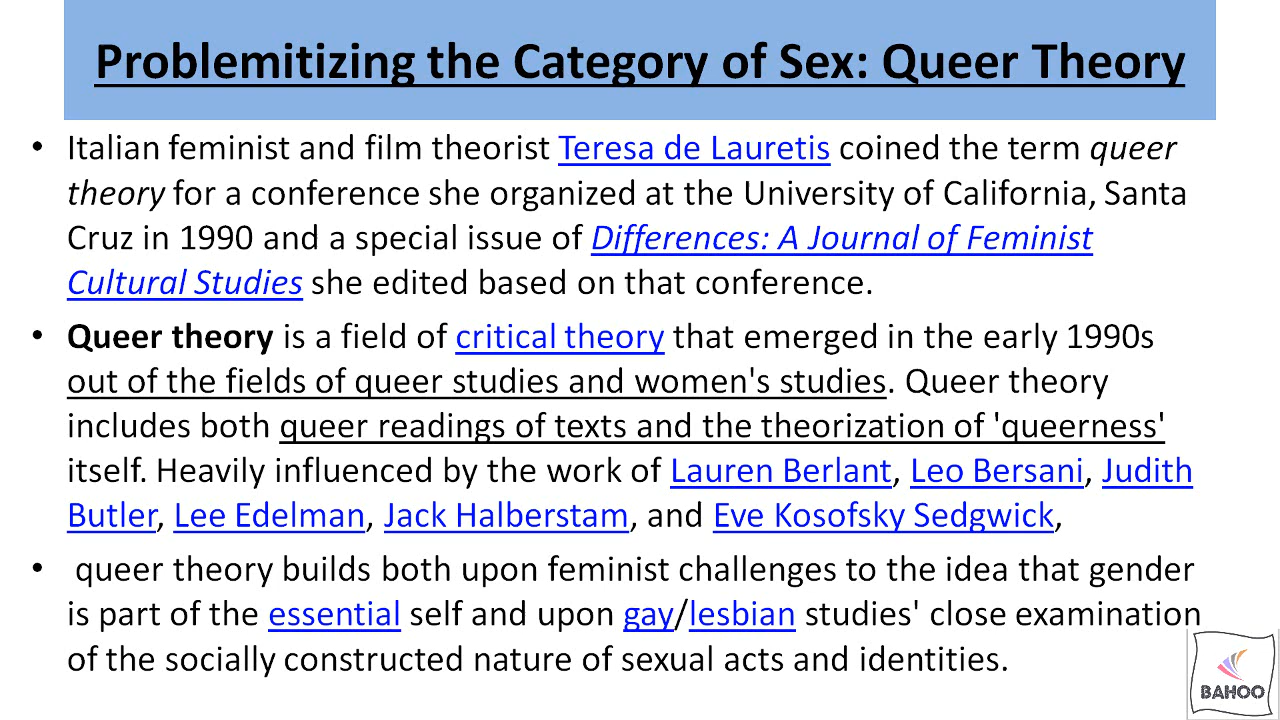 Problemitizing the Category of Sex: Queer Theory
• Italian feminist and film theorist Teresa de Lauretis coined the term queer
theory for a conference she organized at the University of California, Santa
Cruz in 1990 and a special issue of Differences: A Journal of Feminist
Cultural Studies she edited based on that conference.
• Queer theory is a field of critical theory that emerged in the early 1990s
out of the fields of queer studies and women's studies. Queer theory
includes both queer readings of texts and the theorization of 'queerness'
itself. Heavily influenced by the work of Lauren Berlant, Leo Bersani, Judith
Butler, Lee Edelman, Jack Halberstam, and Eve Kosofsky Sedgwick,
• queer theory builds both upon feminist challenges to the idea that gender
is part of the essential self and upon gay/lesbian studies' close examination
of the socially constructed nature of sexual acts and identities.
BAHOO